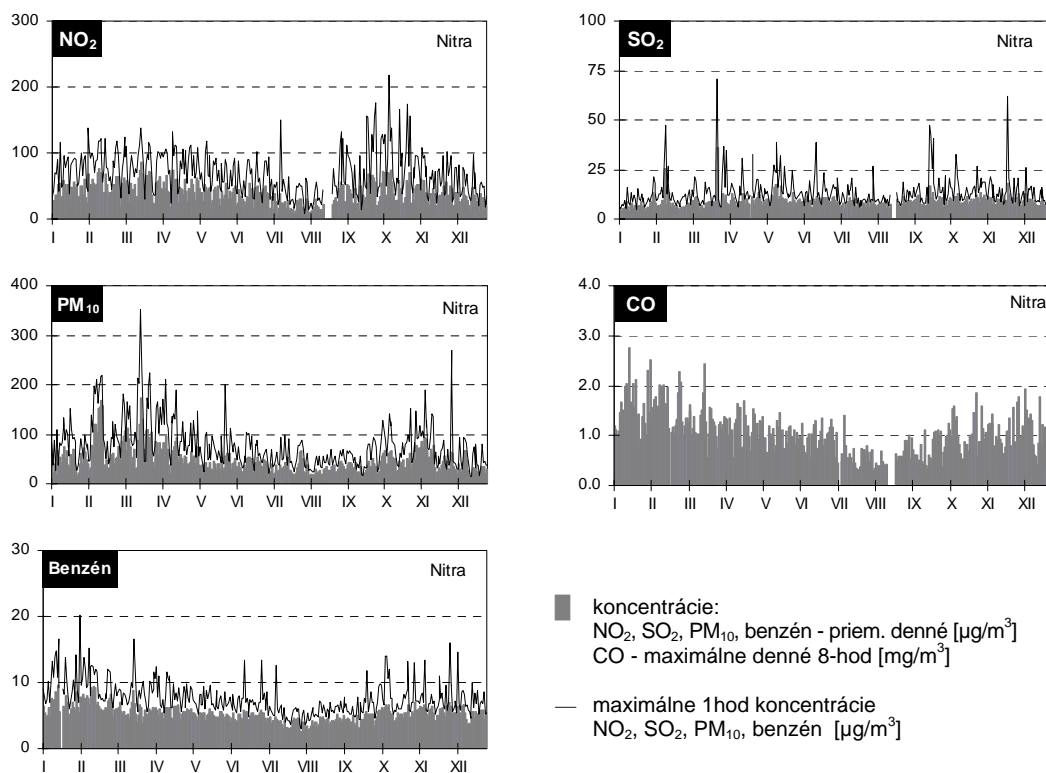 300
200
100
0
NO₂
Nitra
I II III IV V VI VII VIII IX X XI XII
100
75
50
25
0
SO₂
Nitra
I II III IV V VI VII VIII IX X XI XII
400
300
200
100
0
PM₁₀
Nitra
I II III IV V VI VII VIII IX X XI XII
4.0
3.0
2.0
1.0
0.0
CO
Nitra
I II III IV V VI VII VIII IX X XI XII
30
20
10
0
Benzén
Nitra
I II III IV V VI VII VIII IX X XI XII
koncentrácie:
NO₂, SO₂, PM₁₀, benzén - priem. denné [µg/m³]
CO - maximálne denné 8-hod [mg/m³]
maximálne 1hod koncentrácie
NO₂, SO₂, PM₁₀, benzén [µg/m³]